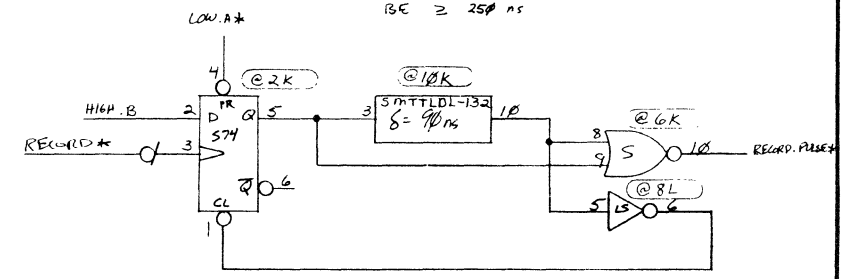 BE ≥ 25Ø ns
LOW.A*
4
@ 2K
@ 1ØK
PR
HIGH.B 2 D Q 5
3 SMTTLDL-132 1Ø
δ = 9Ø ns
S74
@ 6K
RECORD* 3
8
9
S
1Ø RECORD.PULSE*
Q̅ 6
@ 8L
CL
5 LS 6
1